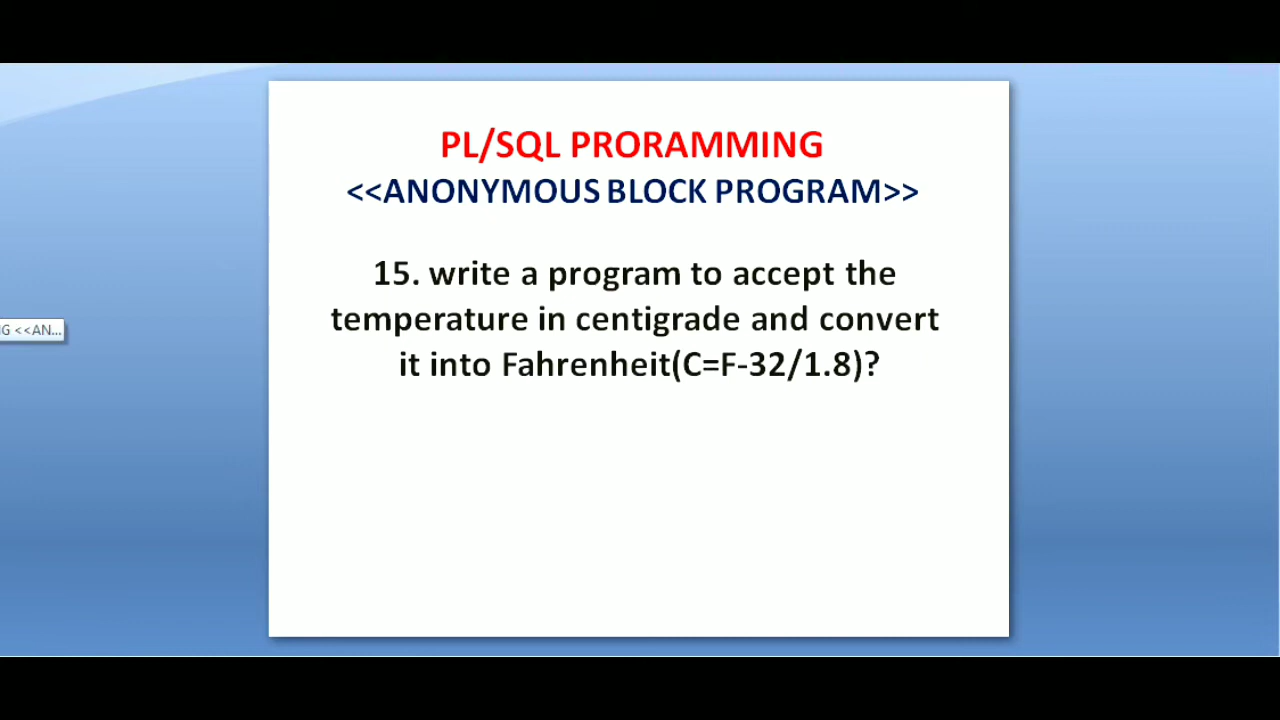 PL/SQL PRORAMMING
<<ANONYMOUS BLOCK PROGRAM>>
15. write a program to accept the
temperature in centigrade and convert
it into Fahrenheit(C=F-32/1.8)?
G <<AN...